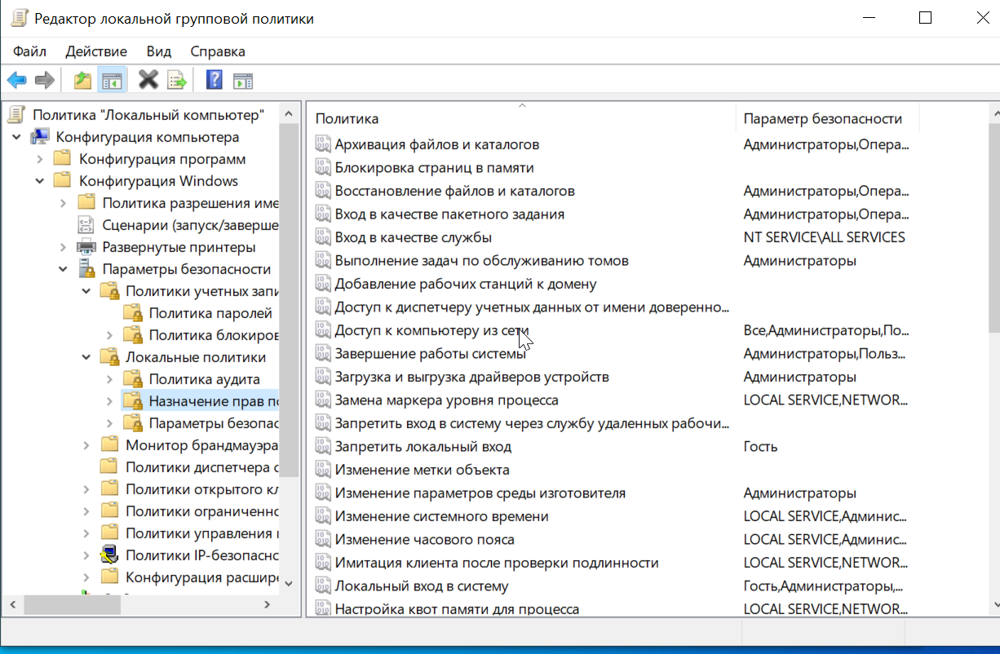 Редактор локальной групповой политики
Файл Действие Вид Справка
Политика "Локальный компьютер"
Конфигурация компьютера
Конфигурация программ
Конфигурация Windows
Политика разрешения име
Сценарии (запуск/заверше
Развернутые принтеры
Параметры безопасности
Политики учетных запи
Политика паролей
Политика блокиров
Локальные политики
Политика аудита
Назначение прав по
Параметры безопас
Монитор брандмауэра
Политики диспетчера с
Политики открытого кл
Политики ограниченно
Политики управления
Политики IP-безопасно
Конфигурация расшире
Политика Параметр безопасности
Архивация файлов и каталогов Администраторы,Опера...
Блокировка страниц в памяти
Восстановление файлов и каталогов Администраторы,Опера...
Вход в качестве пакетного задания Администраторы,Опера...
Вход в качестве службы NT SERVICE\ALL SERVICES
Выполнение задач по обслуживанию томов Администраторы
Добавление рабочих станций к домену
Доступ к диспетчеру учетных данных от имени доверенно...
Доступ к компьютеру из сети Все,Администраторы,По...
Завершение работы системы Администраторы,Польз...
Загрузка и выгрузка драйверов устройств Администраторы
Замена маркера уровня процесса LOCAL SERVICE,NETWOR...
Запретить вход в систему через службу удаленных рабочи...
Запретить локальный вход Гость
Изменение метки объекта
Изменение параметров среды изготовителя Администраторы
Изменение системного времени LOCAL SERVICE,Админис...
Изменение часового пояса LOCAL SERVICE,Админис...
Имитация клиента после проверки подлинности LOCAL SERVICE,NETWOR...
Локальный вход в систему Гость,Администраторы,...
Настройка квот памяти для процесса LOCAL SERVICE,NETWOR...